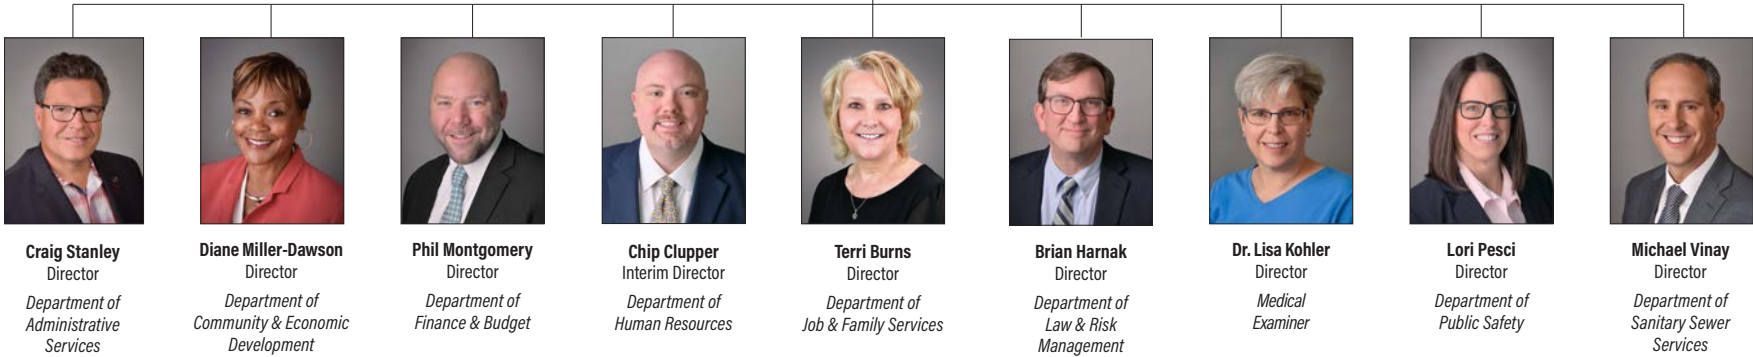 Craig Stanley
Director
Department of
Administrative
Services
Diane Miller-Dawson
Director
Department of
Community & Economic
Development
Phil Montgomery
Director
Department of
Finance & Budget
Chip Clupper
Interim Director
Department of
Human Resources
Terri Burns
Director
Department of
Job & Family Services
Brian Harnak
Director
Department of
Law & Risk
Management
Dr. Lisa Kohler
Director
Medical
Examiner
Lori Pesci
Director
Department of
Public Safety
Michael Vinay
Director
Department of
Sanitary Sewer
Services